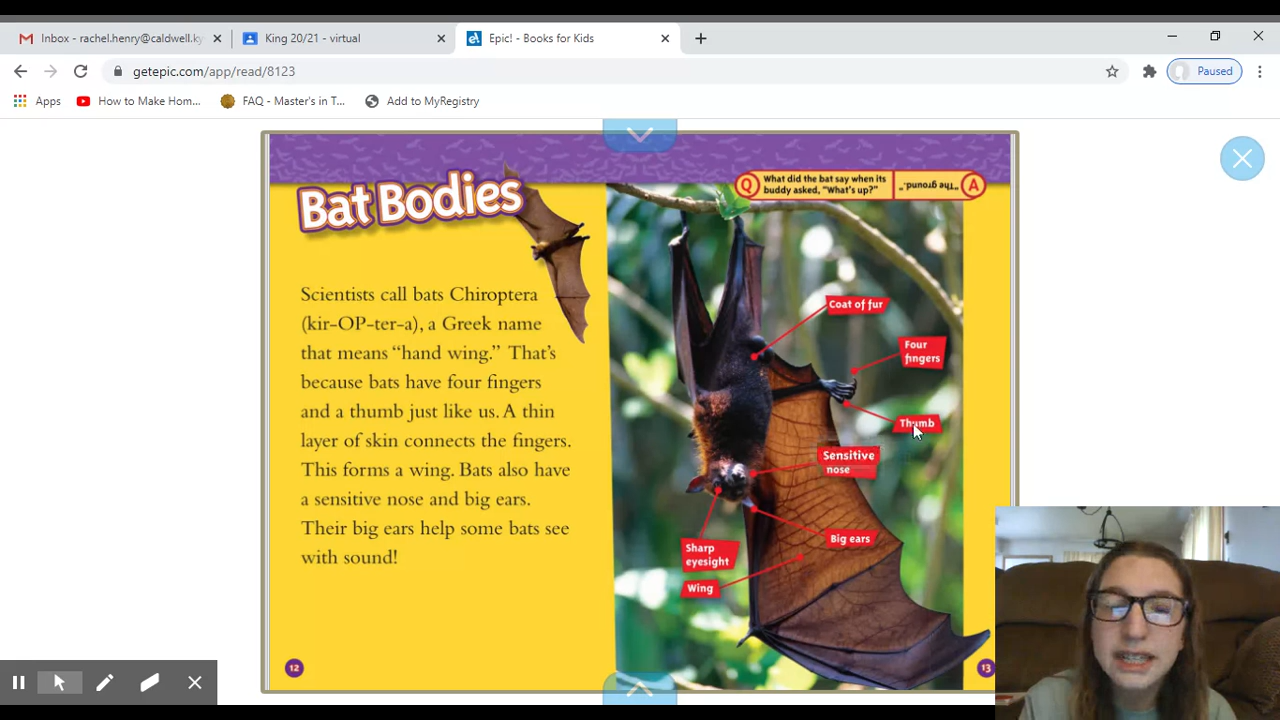 Inbox - rachel.henry@caldwell.ky
King 20/21 - virtual
Epic! - Books for Kids
getepic.com/app/read/8123
Paused
Apps
How to Make Hom...
FAQ - Master's in T...
Add to MyRegistry
Bat Bodies
Q
What did the bat say when its
buddy asked, "What's up?"
"The ground."
A
Scientists call bats Chiroptera
(kir-OP-ter-a), a Greek name
that means “hand wing.” That’s
because bats have four fingers
and a thumb just like us. A thin
layer of skin connects the fingers.
This forms a wing. Bats also have
a sensitive nose and big ears.
Their big ears help some bats see
with sound!
Coat of fur
Four
fingers
Thumb
Sensitive
nose
Big ears
Sharp
eyesight
Wing
12
13